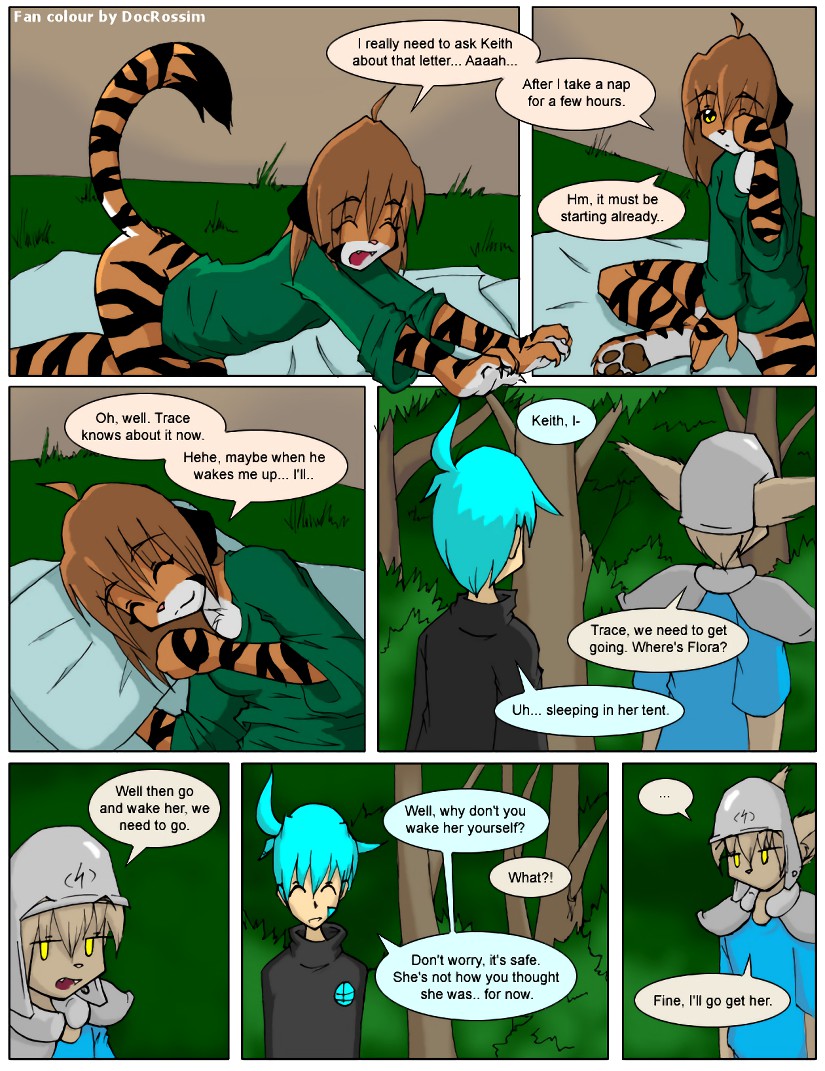 Fan colour by DocRossim
I really need to ask Keith
about that letter... Aaaah...
After I take a nap
for a few hours.
Hm, it must be
starting already..
Oh, well. Trace
knows about it now.
Hehe, maybe when he
wakes me up... I'll..
Keith, I-
Trace, we need to get
going. Where's Flora?
Uh... sleeping in her tent.
Well then go
and wake her, we
need to go.
Well, why don't you
wake her yourself?
What?!
Don't worry, it's safe.
She's not how you thought
she was.. for now.
...
Fine, I'll go get her.